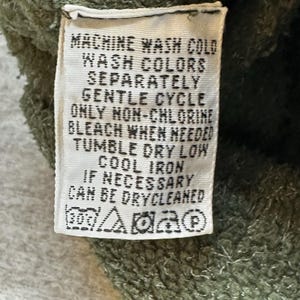 MACHINE WASH COLD
WASH COLORS
SEPARATELY
GENTLE CYCLE
ONLY NON-CHLORINE
BLEACH WHEN NEEDED
TUMBLE DRY LOW
COOL IRON
IF NECESSARY
CAN BE DRYCLEANED
30C P